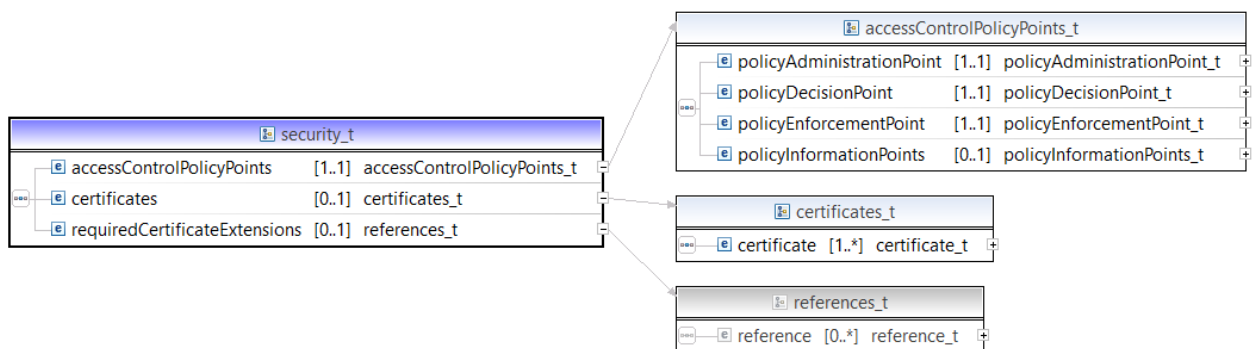 accessControlPolicyPoints_t
policyAdministrationPoint [1..1] policyAdministrationPoint_t
policyDecisionPoint [1..1] policyDecisionPoint_t
policyEnforcementPoint [1..1] policyEnforcementPoint_t
policyInformationPoints [0..1] policyInformationPoints_t
security_t
accessControlPolicyPoints [1..1] accessControlPolicyPoints_t
certificates [0..1] certificates_t
requiredCertificateExtensions [0..1] references_t
certificates_t
certificate [1..*] certificate_t
references_t
reference [0..*] reference_t